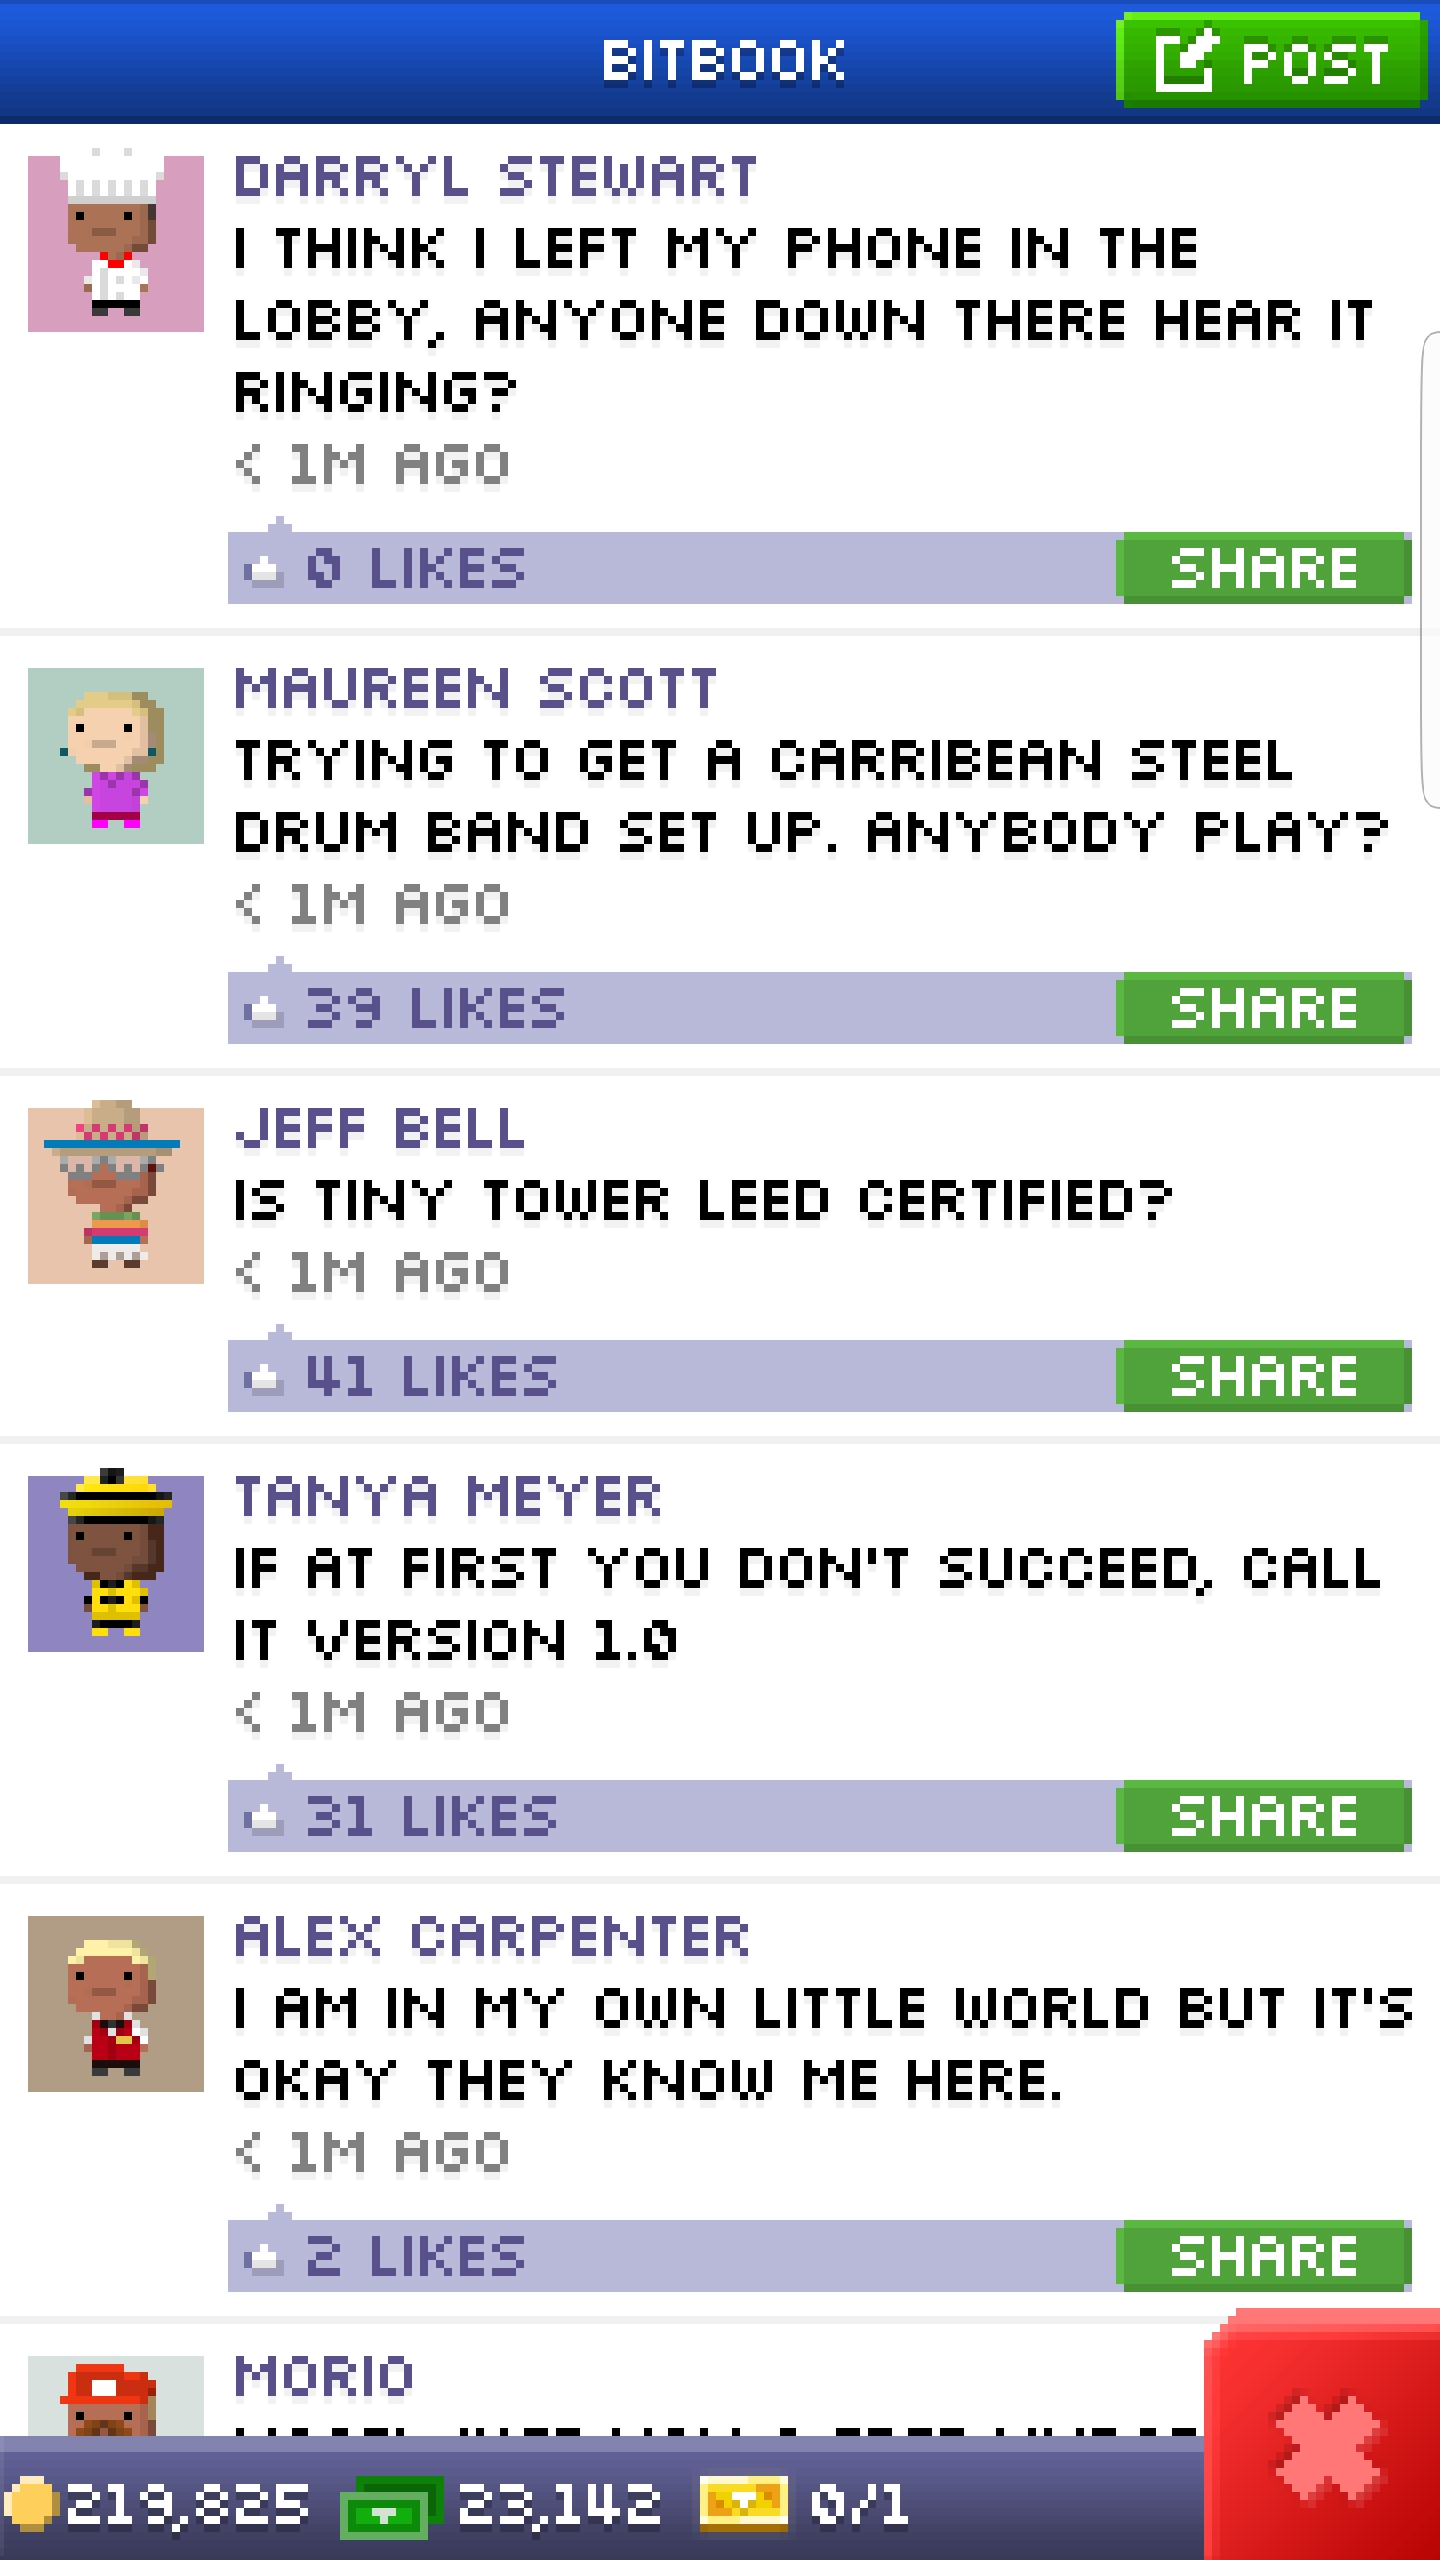 BITBOOK
POST
DARRYL STEWART
I THINK I LEFT MY PHONE IN THE
LOBBY, ANYONE DOWN THERE HEAR IT
RINGING?
< 1M AGO
0 LIKES
SHARE
MAUREEN SCOTT
TRYING TO GET A CARRIBEAN STEEL
DRUM BAND SET UP. ANYBODY PLAY?
< 1M AGO
39 LIKES
SHARE
JEFF BELL
IS TINY TOWER LEED CERTIFIED?
< 1M AGO
41 LIKES
SHARE
TANYA MEYER
IF AT FIRST YOU DON'T SUCCEED, CALL
IT VERSION 1.0
< 1M AGO
31 LIKES
SHARE
ALEX CARPENTER
I AM IN MY OWN LITTLE WORLD BUT IT'S
OKAY THEY KNOW ME HERE.
< 1M AGO
2 LIKES
SHARE
MORIO
219,825 23,142 0/1